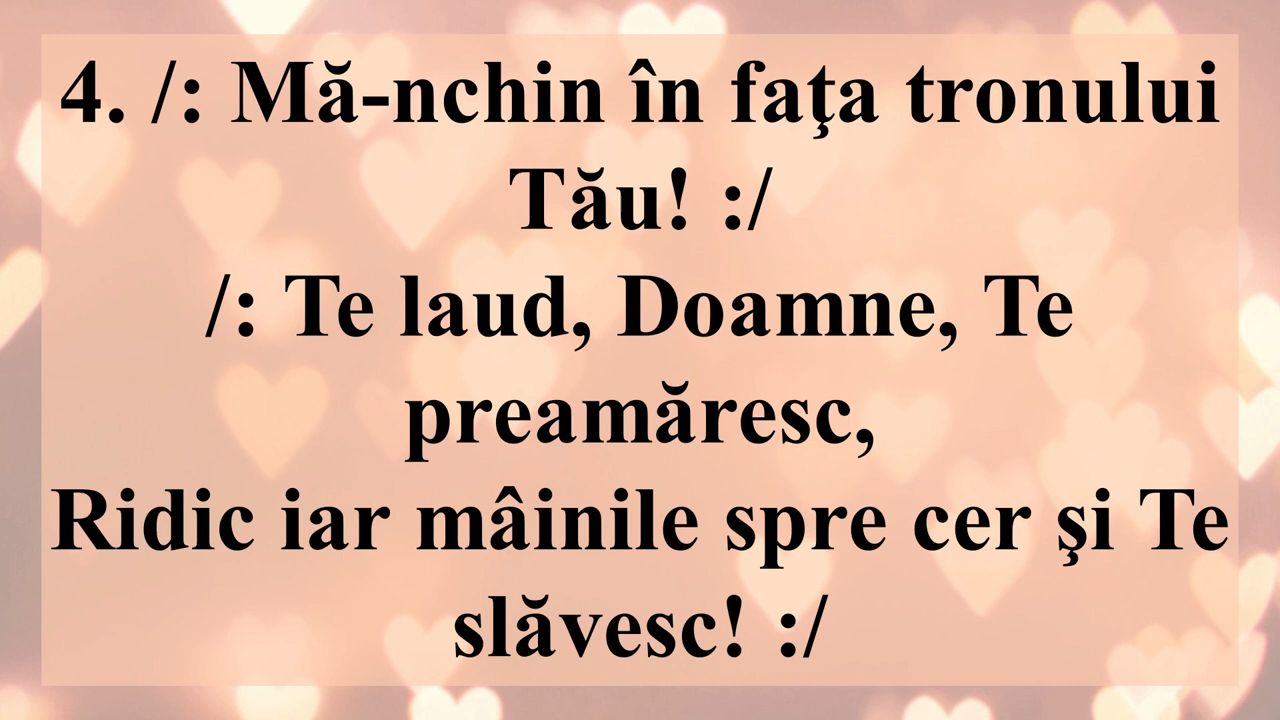 4. /: Mă-nchin în faţa tronului
Tău! :/
/: Te laud, Doamne, Te
preamăresc,
Ridic iar mâinile spre cer şi Te
slăvesc! :/